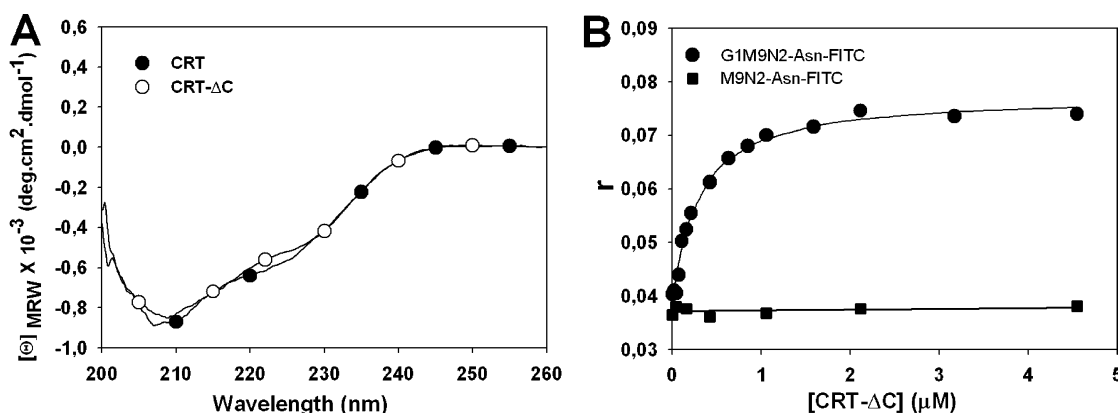 A
0,6
0,4
0,2
0,0
-0,2
-0,4
-0,6
-0,8
-1,0
[Θ] MRW X 10⁻³ (deg.cm².dmol⁻¹)
CRT
CRT-ΔC
200 210 220 230 240 250 260
Wavelength (nm)
B
0,09
0,08
0,07
0,06
0,05
0,04
0,03
r
G1M9N2-Asn-FITC
M9N2-Asn-FITC
0 1 2 3 4 5
[CRT-ΔC] (μM)